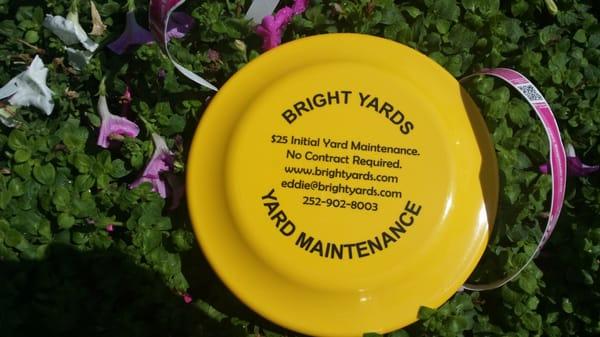 BRIGHT YARDS
$25 Initial Yard Maintenance.
No Contract Required.
www.brightyards.com
eddie@brightyards.com
252-902-8003
YARD MAINTENANCE